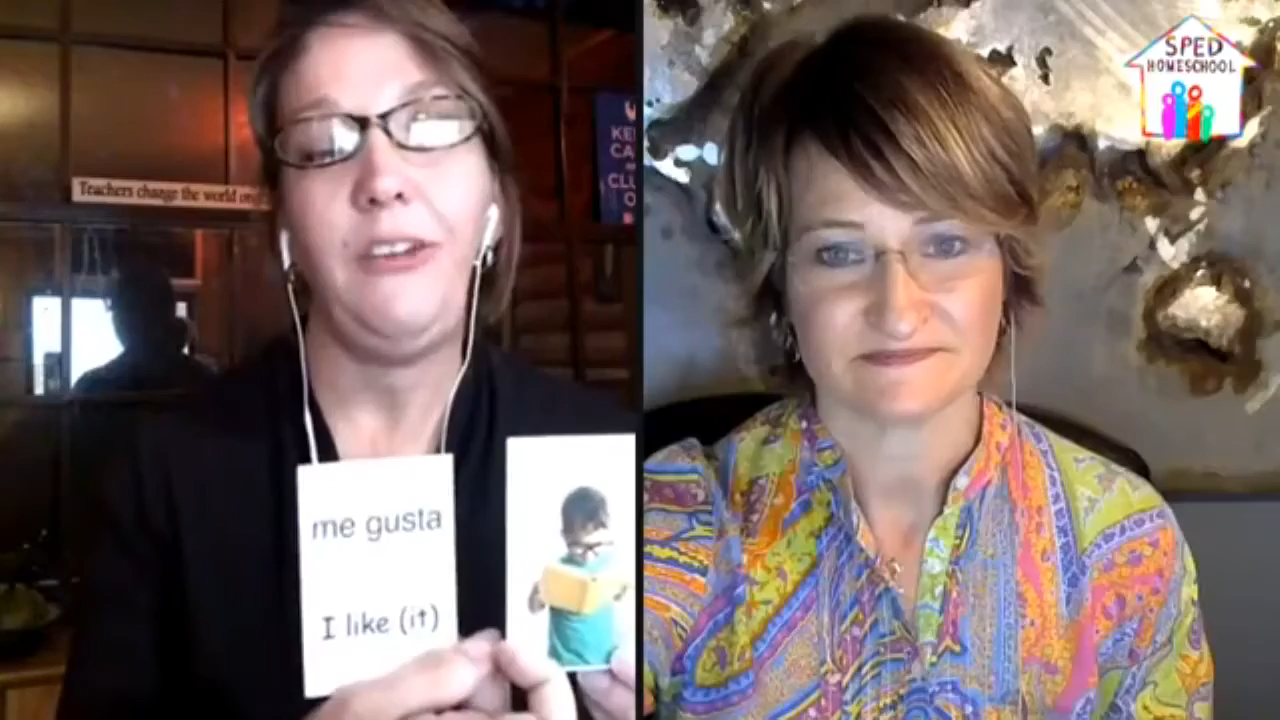 SPED
HOMESCHOOL
Teachers change the world
me gusta
I like (it)